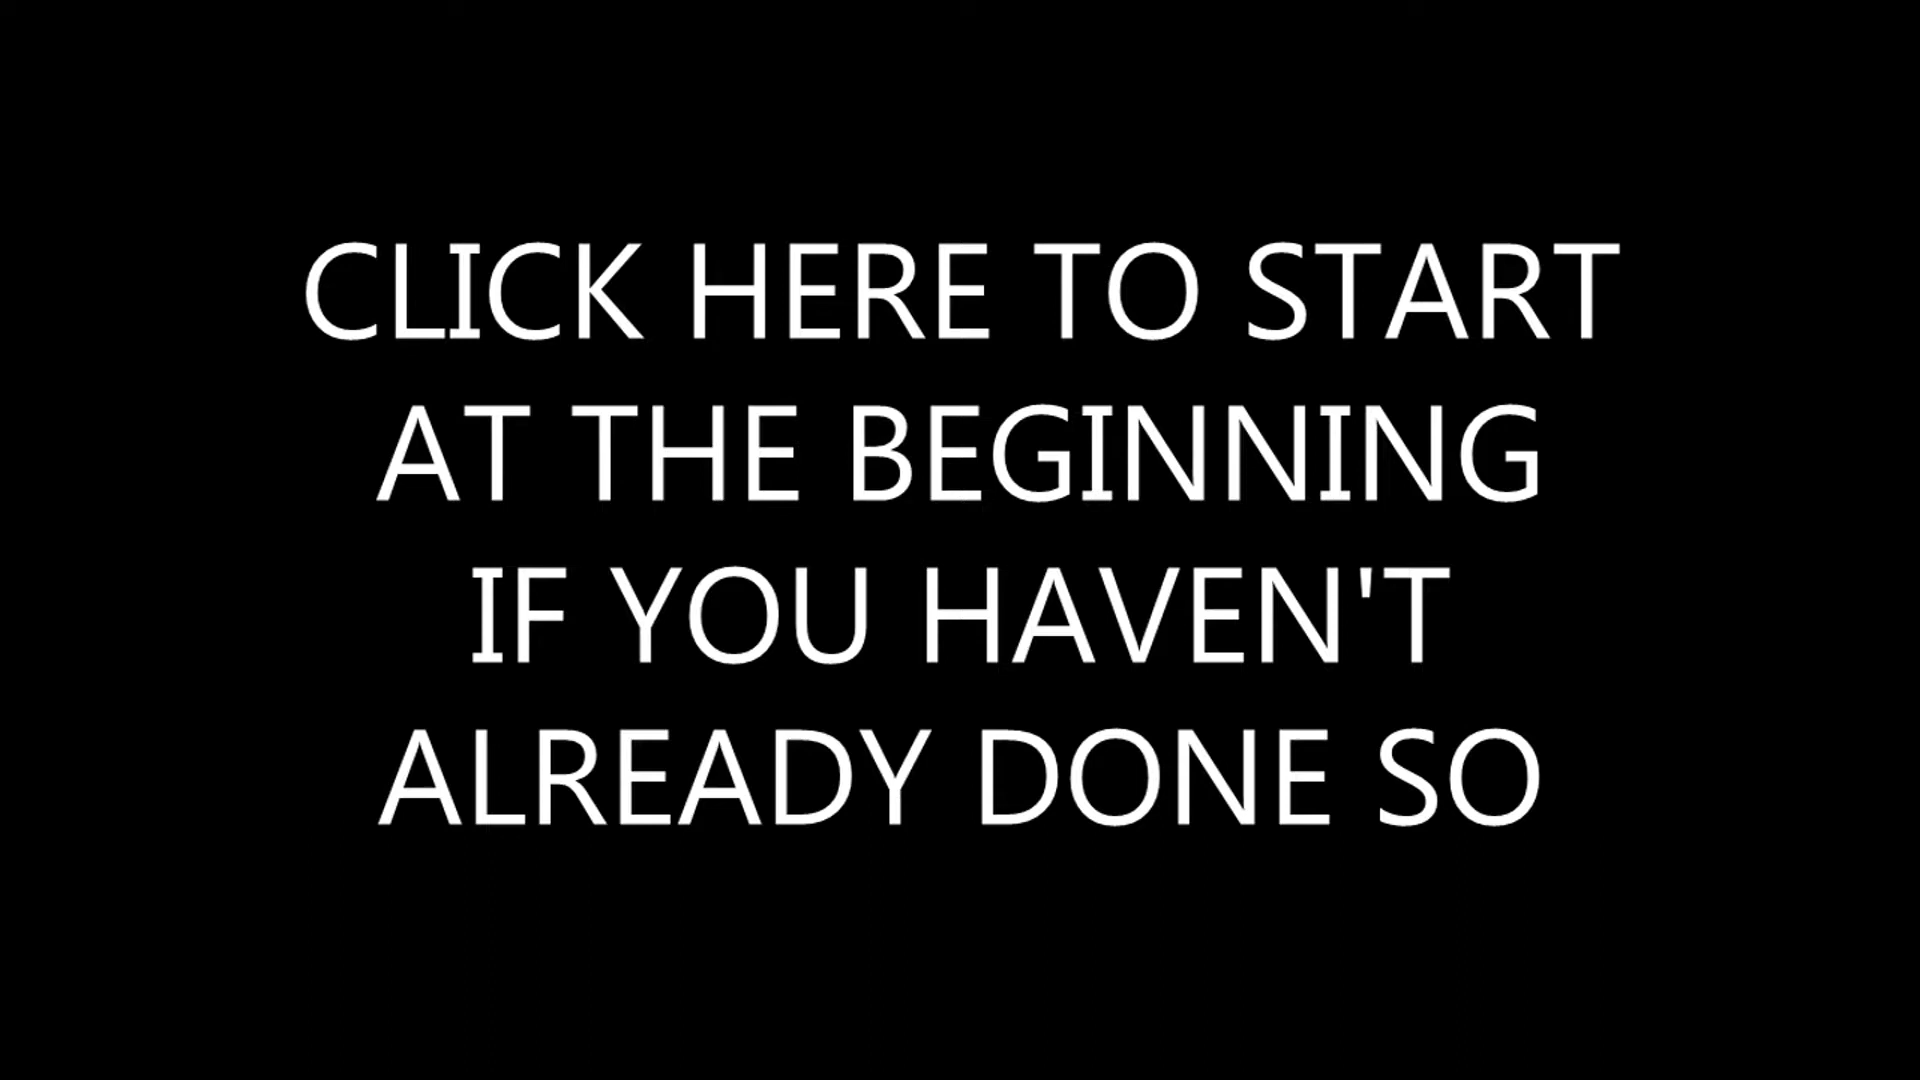 CLICK HERE TO START
AT THE BEGINNING
IF YOU HAVEN'T
ALREADY DONE SO